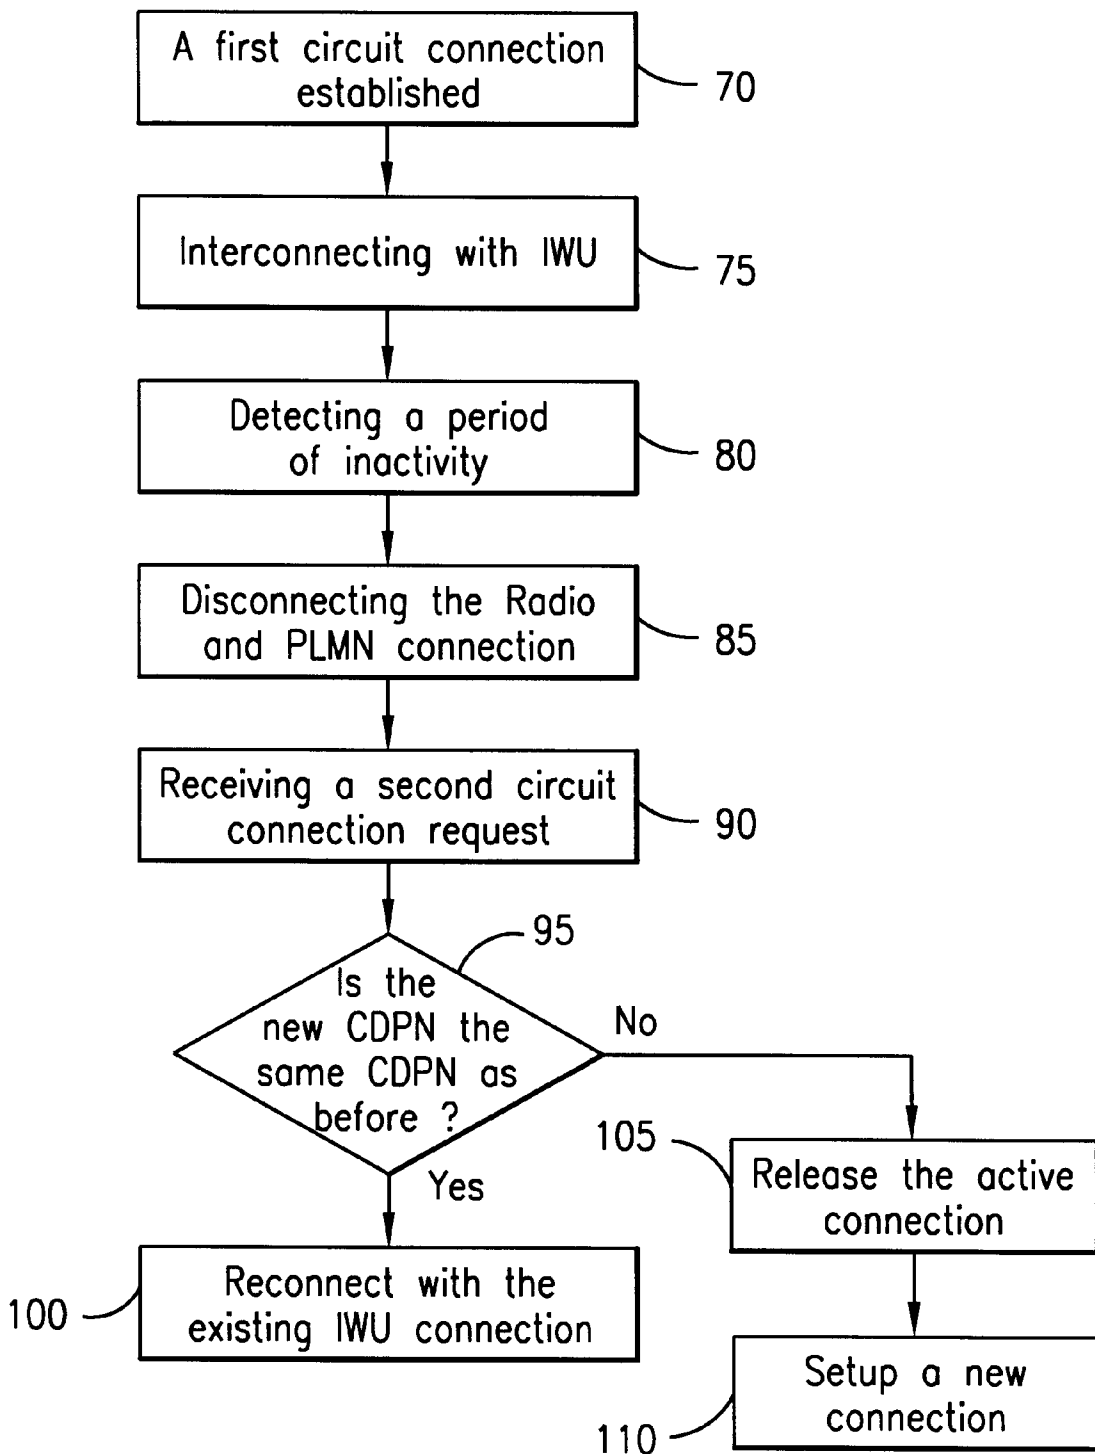 A first circuit connection
established
70
Interconnecting with IWU
75
Detecting a period
of inactivity
80
Disconnecting the Radio
and PLMN connection
85
Receiving a second circuit
connection request
90
95
Is the
new CDPN the
same CDPN as
before ?
No
Yes
105
Release the active
connection
100
Reconnect with the
existing IWU connection
110
Setup a new
connection